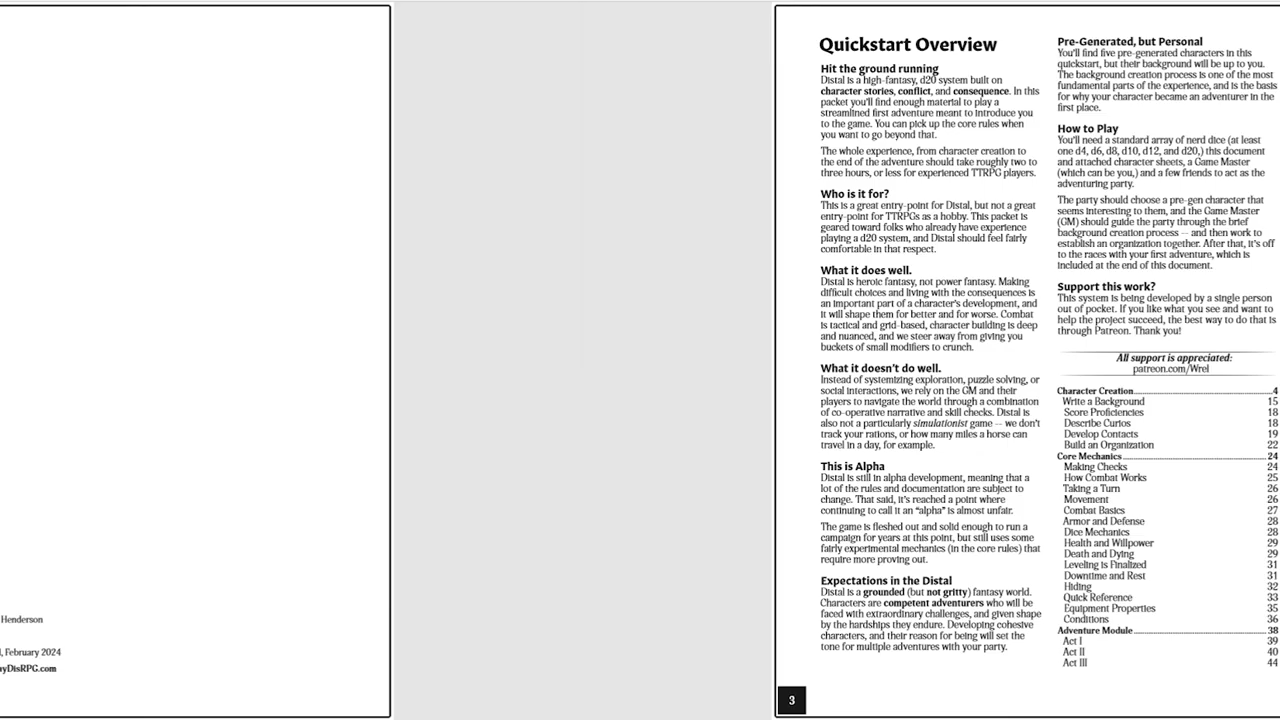 Henderson
, February 2024
ayDisRPG.com
Quickstart Overview
Hit the ground running
Distal is a high-fantasy, d20 system built on
character stories, conflict, and consequence. In this
packet you'll find enough material to play a
streamlined first adventure meant to introduce you
to the game. You can pick up the core rules when
you want to go beyond that.
The whole experience, from character creation to
the end of the adventure should take roughly two to
three hours, or less for experienced TTRPG players.
Who is it for?
This is a great entry-point for Distal, but not a great
entry-point for TTRPGs as a hobby. This packet is
geared toward folks who already have experience
playing a d20 system, and Distal should feel fairly
comfortable in that respect.
What it does well.
Distal is heroic fantasy, not power fantasy. Making
difficult choices and living with the consequences is
an important part of a character's development, and
it will shape them for better and for worse. Combat
is tactical and grid-based, character building is deep
and nuanced, and we steer away from giving you
buckets of small modifiers to crunch.
What it doesn't do well.
Instead of systemizing exploration, puzzle solving, or
social interactions, we rely on the GM and their
players to navigate the world through a combination
of co-operative narrative and skill checks. Distal is
also not a particularly simulationist game — we don't
track your rations, or how many miles a horse can
travel in a day, for example.
This is Alpha
Distal is still in alpha development, meaning that a
lot of the rules and documentation are subject to
change. That said, it's reached a point where
continuing to call it an “alpha” is almost unfair.
The game is fleshed out and solid enough to run a
campaign for years at this point, but still uses some
fairly experimental mechanics (in the core rules) that
require more proving out.
Expectations in the Distal
Distal is a grounded (but not gritty) fantasy world.
Characters are competent adventurers who will be
faced with extraordinary challenges, and given shape
by the hardships they endure. Developing cohesive
characters, and their reason for being will set the
tone for multiple adventures with your party.
3
Pre-Generated, but Personal
You'll find five pre-generated characters in this
quickstart, but their background will be up to you.
The background creation process is one of the most
fundamental parts of the experience, and is the basis
for why your character became an adventurer in the
first place.
How to Play
You'll need a standard array of nerd dice (at least
one d4, d6, d8, d10, d12, and d20,) this document
and attached character sheets, a Game Master
(which can be you,) and a few friends to act as the
adventuring party.
The party should choose a pre-gen character that
seems interesting to them, and the Game Master
(GM) should guide the party through the brief
background creation process — and then work to
establish an organization together. After that, it's off
to the races with your first adventure, which is
included at the end of this document.
Support this work?
This system is being developed by a single person
out of pocket. If you like what you see and want to
help the project succeed, the best way to do that is
through Patreon. Thank you!
All support is appreciated:
patreon.com/Wrel
Character Creation 4
Write a Background 15
Score Proficiencies 18
Describe Curios 18
Develop Contacts 19
Build an Organization 22
Core Mechanics 24
Making Checks 24
How Combat Works 25
Taking a Turn 26
Movement 26
Combat Basics 27
Armor and Defense 28
Dice Mechanics 28
Health and Willpower 29
Death and Dying 29
Leveling is Finalized 31
Downtime and Rest 31
Hiding 32
Quick Reference 33
Equipment Properties 35
Conditions 36
Adventure Module 38
Act I 39
Act II 40
Act III 44